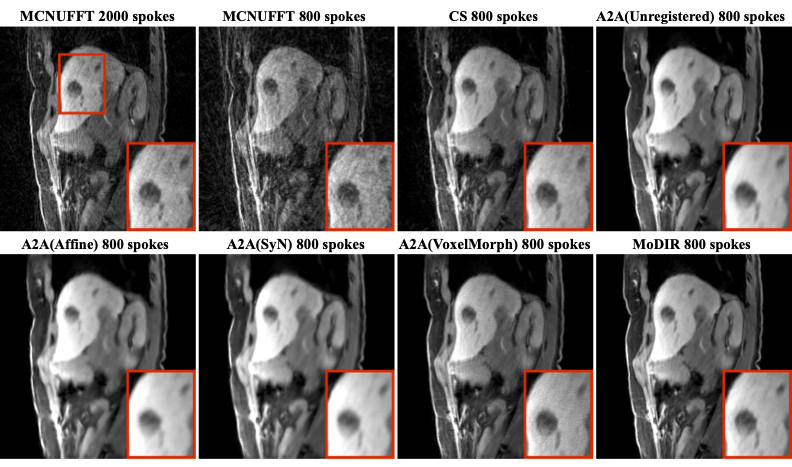 MCNUFFT 2000 spokes
MCNUFFT 800 spokes
CS 800 spokes
A2A(Unregistered) 800 spokes
A2A(Affine) 800 spokes
A2A(SyN) 800 spokes
A2A(VoxelMorph) 800 spokes
MoDIR 800 spokes